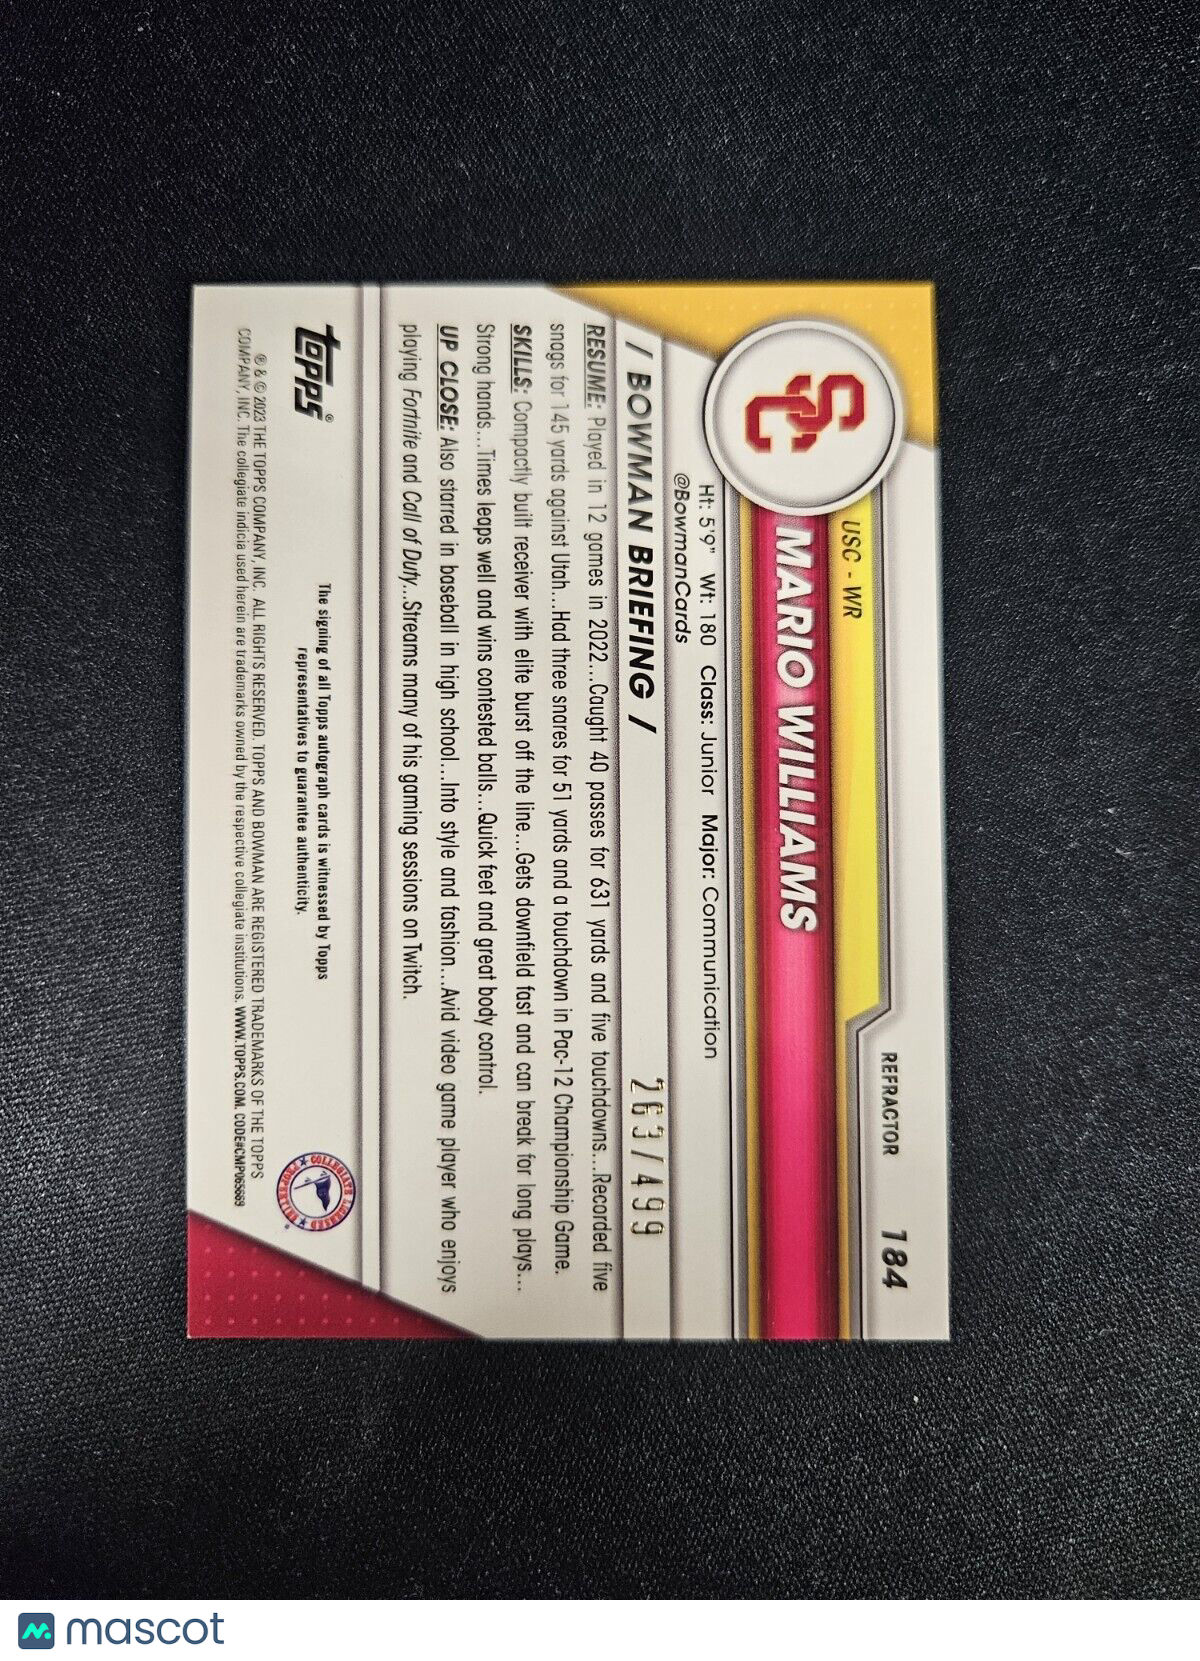 REFRACTOR 184
USC - WR
MARIO WILLIAMS
SC
Ht: 5'9" Wt: 180 Class: Junior Major: Communication
@BowmanCards
/ BOWMAN BRIEFING /
263/499
RESUME: Played in 12 games in 2022...Caught 40 passes for 631 yards and five touchdowns...Recorded five
snags for 145 yards against Utah...Had three snares for 51 yards and a touchdown in Pac-12 Championship Game.
SKILLS: Compactly built receiver with elite burst off the line...Gets downfield fast and can break for long plays...
Strong hands...Times leaps well and wins contested balls...Quick feet and great body control.
UP CLOSE: Also starred in baseball in high school...Into style and fashion...Avid video game player who enjoys
playing Fortnite and Call of Duty...Streams many of his gaming sessions on Twitch.
topps®
The signing of all Topps autograph cards is witnessed by Topps
representatives to guarantee authenticity.
COLLEGIATE LICENSED PROPERTIES
® & © 2023 THE TOPPS COMPANY, INC. ALL RIGHTS RESERVED. TOPPS AND BOWMAN ARE REGISTERED TRADEMARKS OF THE TOPPS
COMPANY, INC. The collegiate indicia used herein are trademarks owned by the respective collegiate institutions. WWW.TOPPS.COM. CODE#CMP065689
mascot